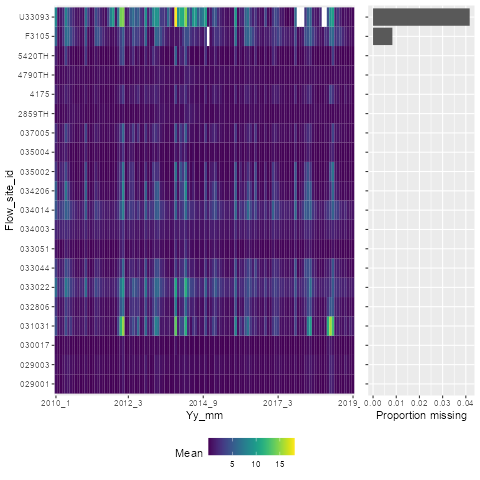 Flow_site_id
U33093
F3105
5420TH
4790TH
4175
2859TH
037005
035004
035002
034206
034014
034003
033051
033044
033022
032806
031031
030017
029003
029001
2010_1 2012_3 2014_9 2017_3 2019_
0.00 0.01 0.02 0.03 0.04
Yy_mm
Proportion missing
Mean
5 10 15